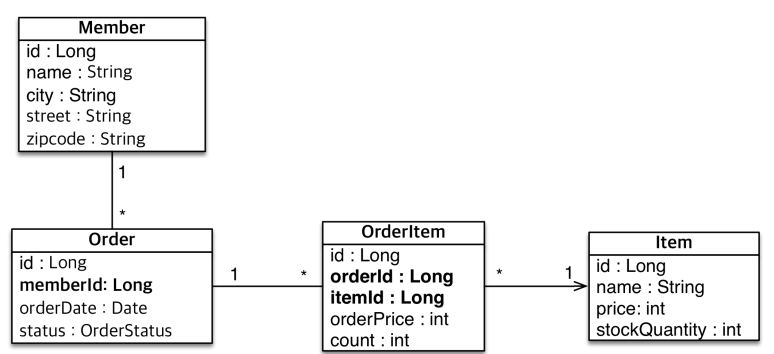 Member
id : Long
name : String
city : String
street : String
zipcode : String
1
*
Order
id : Long
memberId: Long
orderDate : Date
status : OrderStatus
1
*
OrderItem
id : Long
orderId : Long
itemId : Long
orderPrice : int
count : int
*
1
Item
id : Long
name : String
price: int
stockQuantity : int